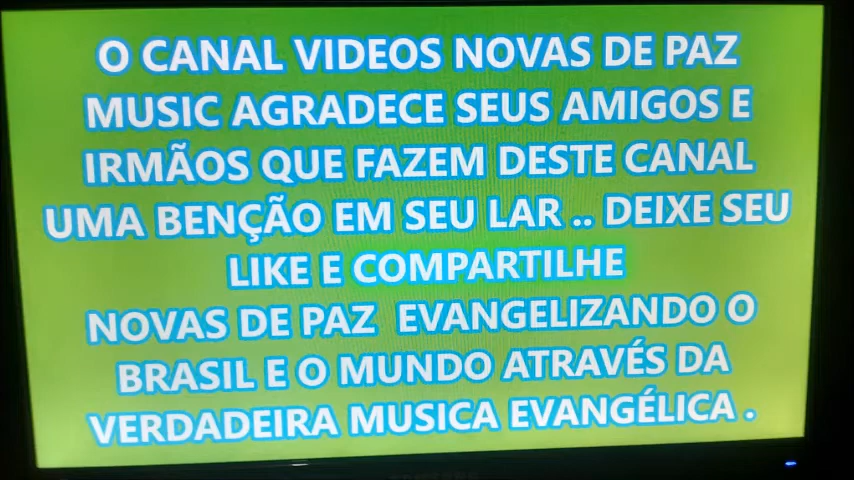 O CANAL VIDEOS NOVAS DE PAZ
MUSIC AGRADECE SEUS AMIGOS E
IRMÃOS QUE FAZEM DESTE CANAL
UMA BENÇÃO EM SEU LAR .. DEIXE SEU
LIKE E COMPARTILHE
NOVAS DE PAZ  EVANGELIZANDO O
BRASIL E O MUNDO ATRAVÉS DA
VERDADEIRA MUSICA EVANGÉLICA .